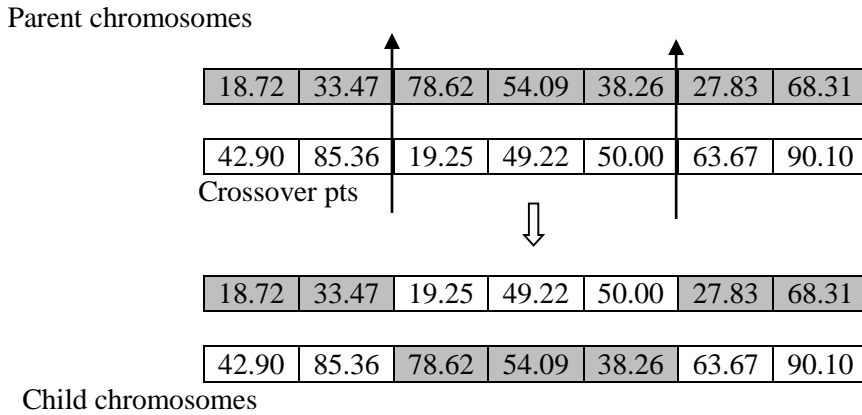 Parent chromosomes
18.72 33.47 78.62 54.09 38.26 27.83 68.31
42.90 85.36 19.25 49.22 50.00 63.67 90.10
Crossover pts
18.72 33.47 19.25 49.22 50.00 27.83 68.31
42.90 85.36 78.62 54.09 38.26 63.67 90.10
Child chromosomes